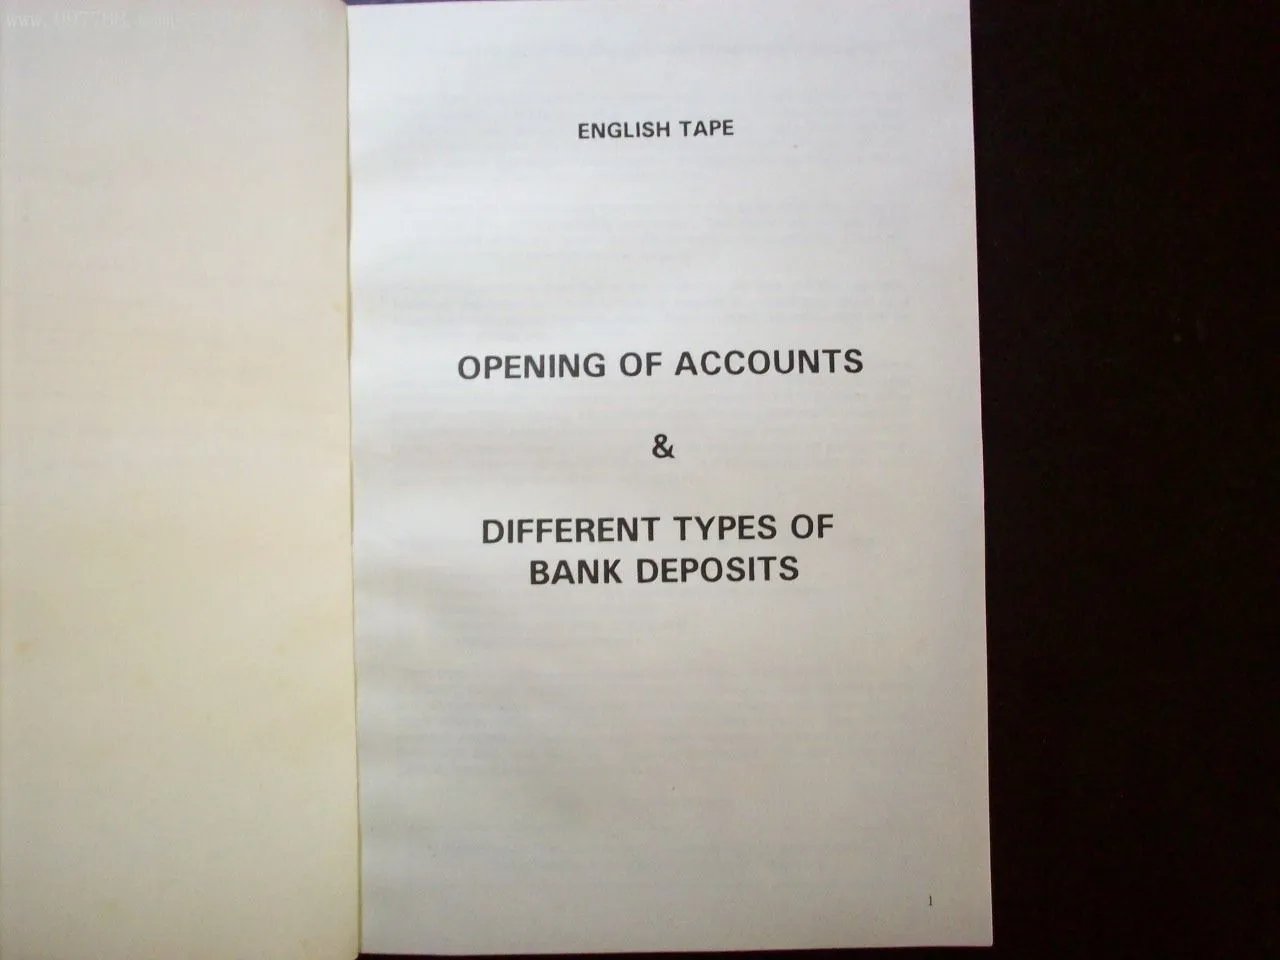 ENGLISH TAPE
OPENING OF ACCOUNTS
&
DIFFERENT TYPES OF
BANK DEPOSITS
1